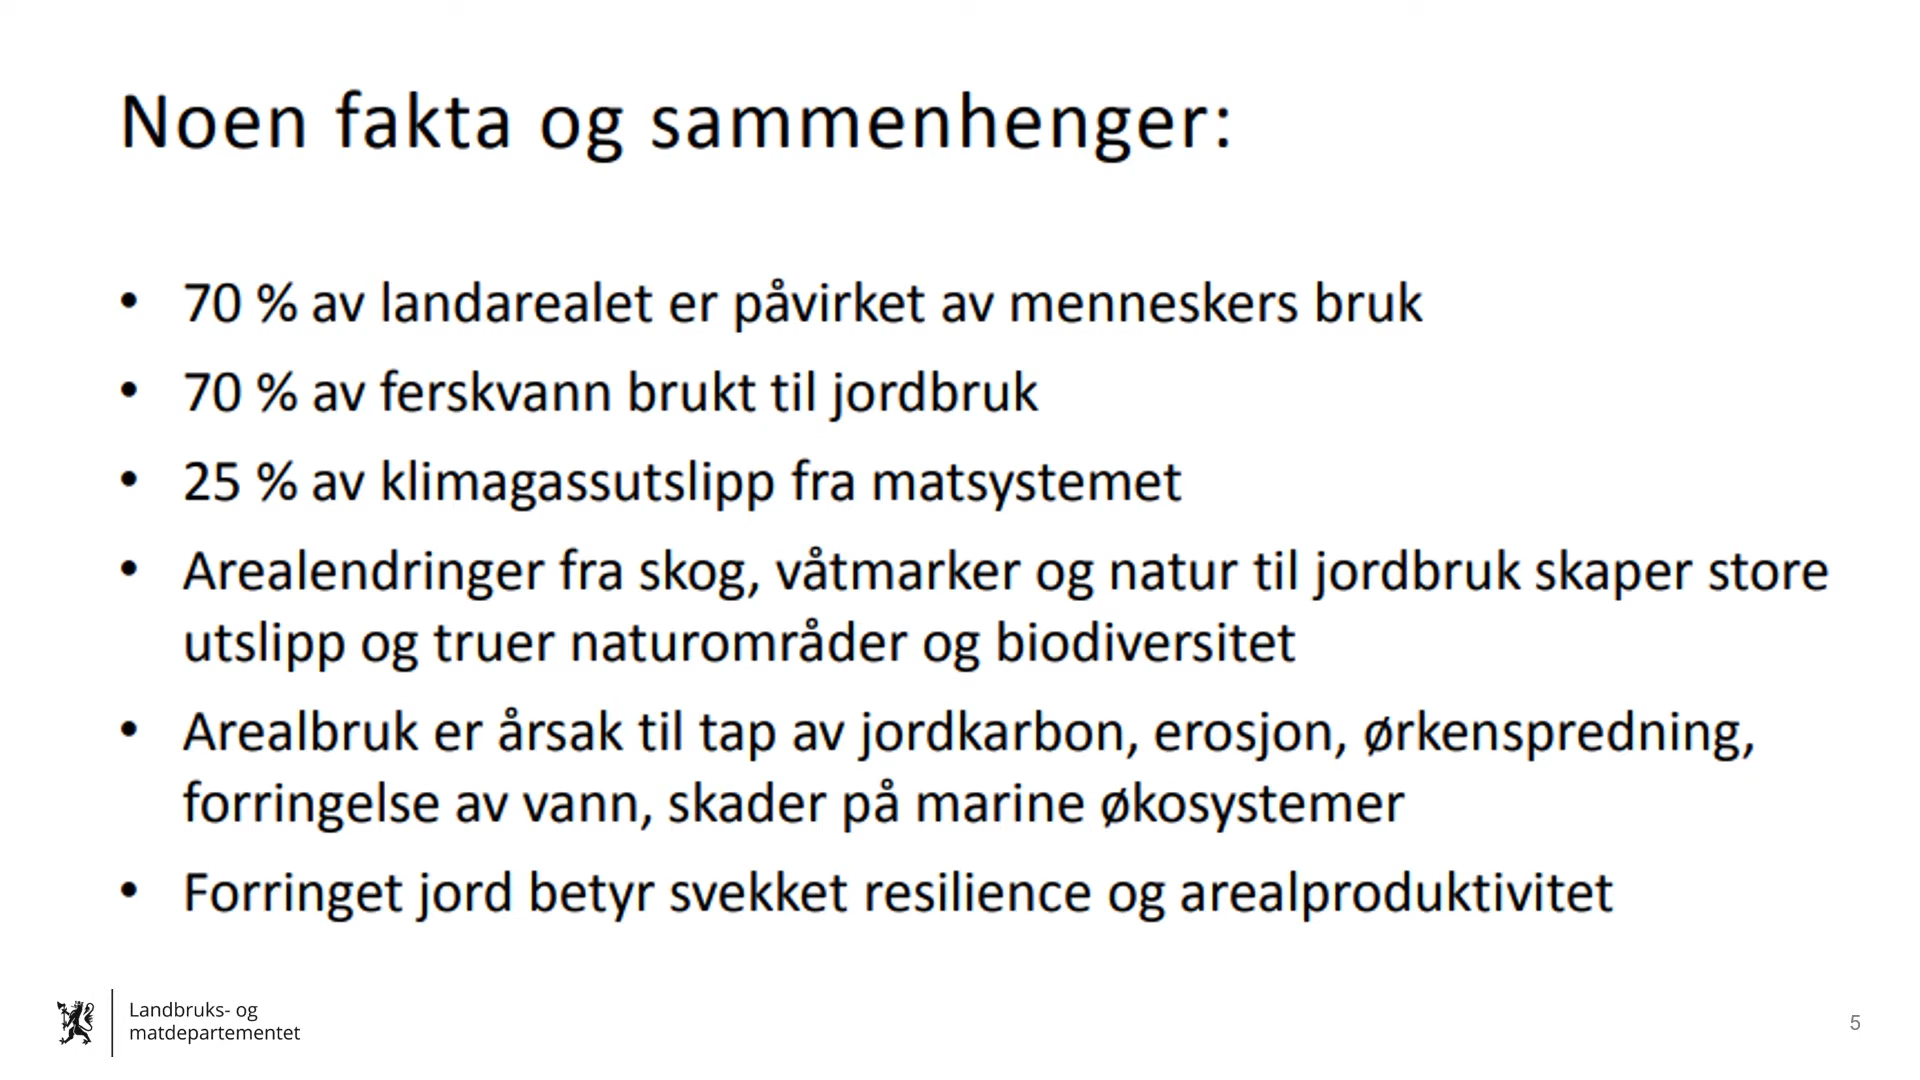 Noen fakta og sammenhenger:
• 70 % av landarealet er påvirket av menneskers bruk
• 70 % av ferskvann brukt til jordbruk
• 25 % av klimagassutslipp fra matsystemet
• Arealendringer fra skog, våtmarker og natur til jordbruk skaper store
utslipp og truer naturområder og biodiversitet
• Arealbruk er årsak til tap av jordkarbon, erosjon, ørkenspredning,
forringelse av vann, skader på marine økosystemer
• Forringet jord betyr svekket resilience og arealproduktivitet
Landbruks- og
matdepartementet
5